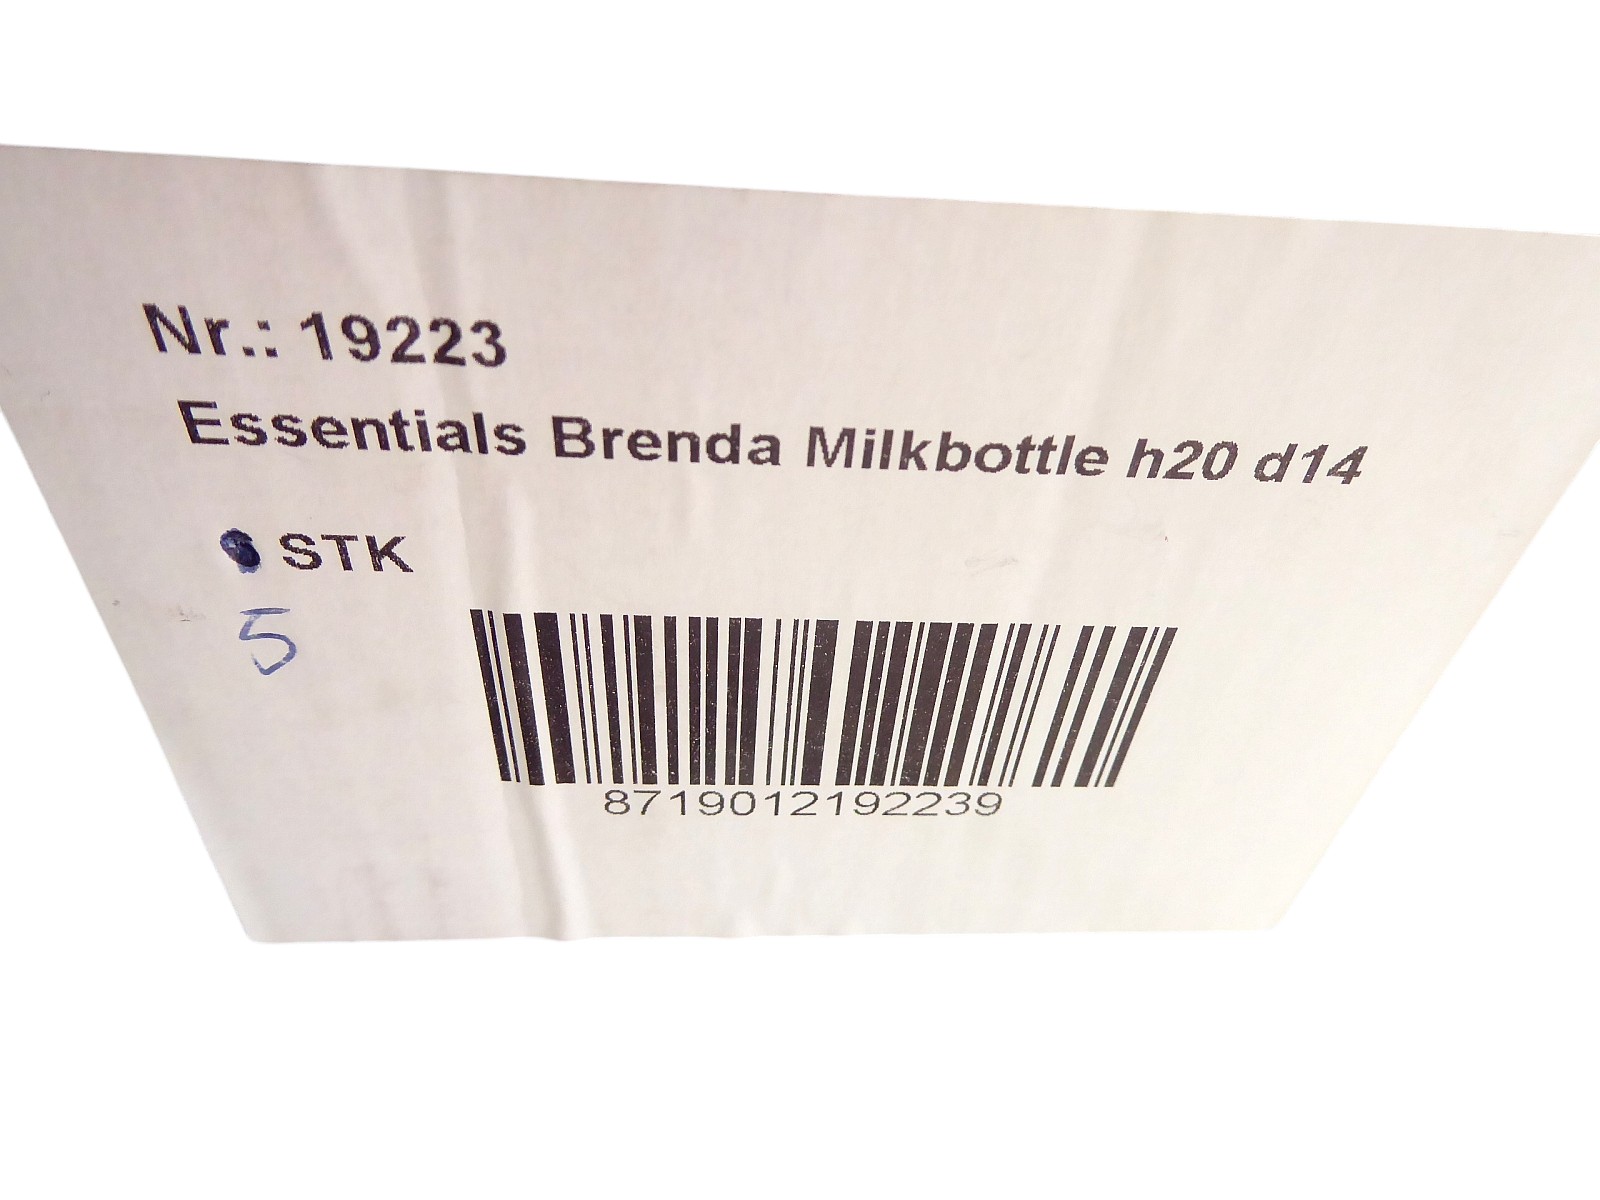 Nr.: 19223
Essentials Brenda Milkbottle h20 d14
STK
5
8719012192239